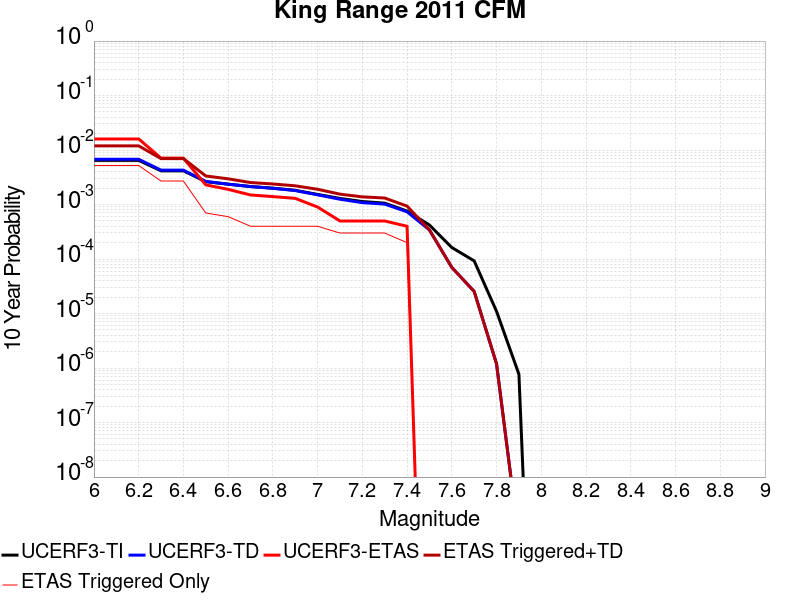 King Range 2011 CFM
10^0
10^-1
10^-2
10^-3
10^-4
10^-5
10^-6
10^-7
10^-8
10 Year Probability
6 6.2 6.4 6.6 6.8 7 7.2 7.4 7.6 7.8 8 8.2 8.4 8.6 8.8 9
Magnitude
UCERF3-TI UCERF3-TD UCERF3-ETAS ETAS Triggered+TD
ETAS Triggered Only